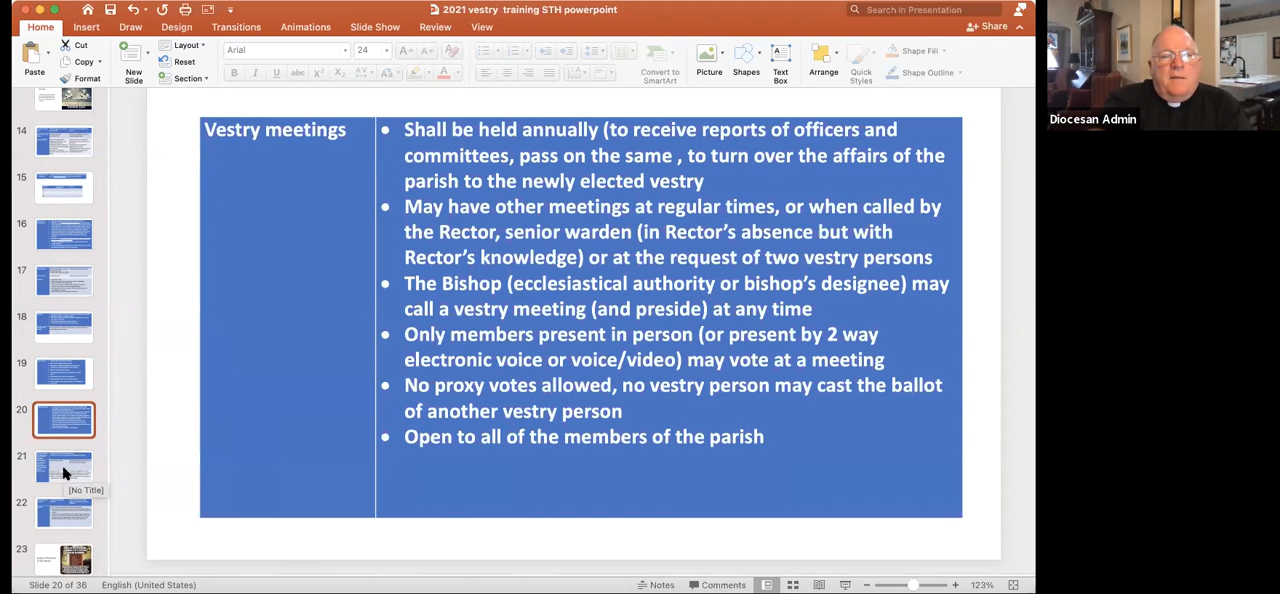 2021 vestry training STH powerpoint
Search in Presentation
Home Insert Draw Design Transitions Animations Slide Show Review View
Share
Paste
Cut
Copy
Format
New
Slide
Layout
Reset
Section
Arial
24
Convert to
SmartArt
Picture
Shapes
Text
Box
Arrange
Quick
Styles
Shape Fill
Shape Outline
Diocesan Admin
14
15
16
17
18
19
20
21
[No Title]
22
23
Vestry meetings
• Shall be held annually (to receive reports of officers and
committees, pass on the same , to turn over the affairs of the
parish to the newly elected vestry
• May have other meetings at regular times, or when called by
the Rector, senior warden (in Rector's absence but with
Rector's knowledge) or at the request of two vestry persons
• The Bishop (ecclesiastical authority or bishop's designee) may
call a vestry meeting (and preside) at any time
• Only members present in person (or present by 2 way
electronic voice or voice/video) may vote at a meeting
• No proxy votes allowed, no vestry person may cast the ballot
of another vestry person
• Open to all of the members of the parish
Slide 20 of 36 English (United States)
Notes Comments
123%